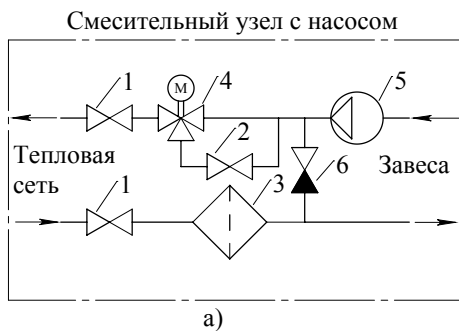 Смесительный узел с насосом
М
1
4
5
2
Тепловая
сеть
6
Завеса
1
3
а)